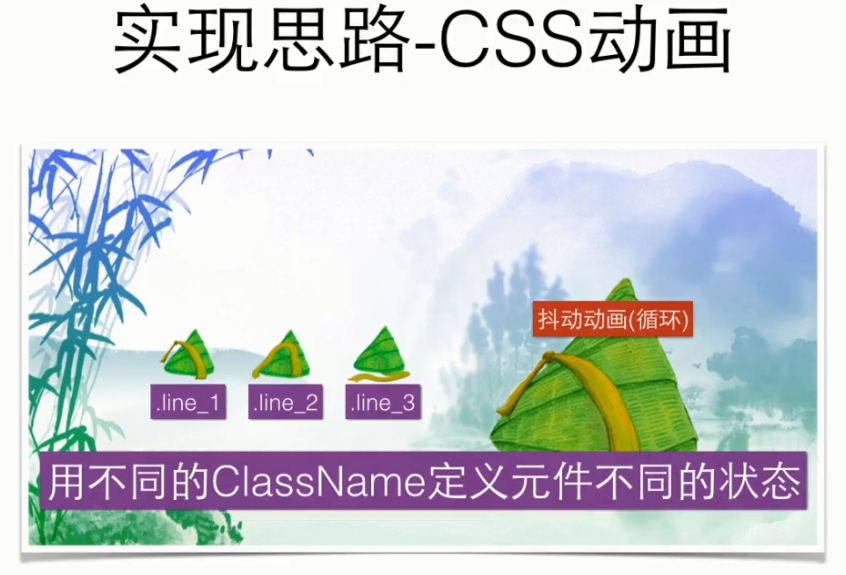 实现思路-CSS动画
抖动动画(循环)
.line_1
.line_2
.line_3
用不同的ClassName定义元件不同的状态